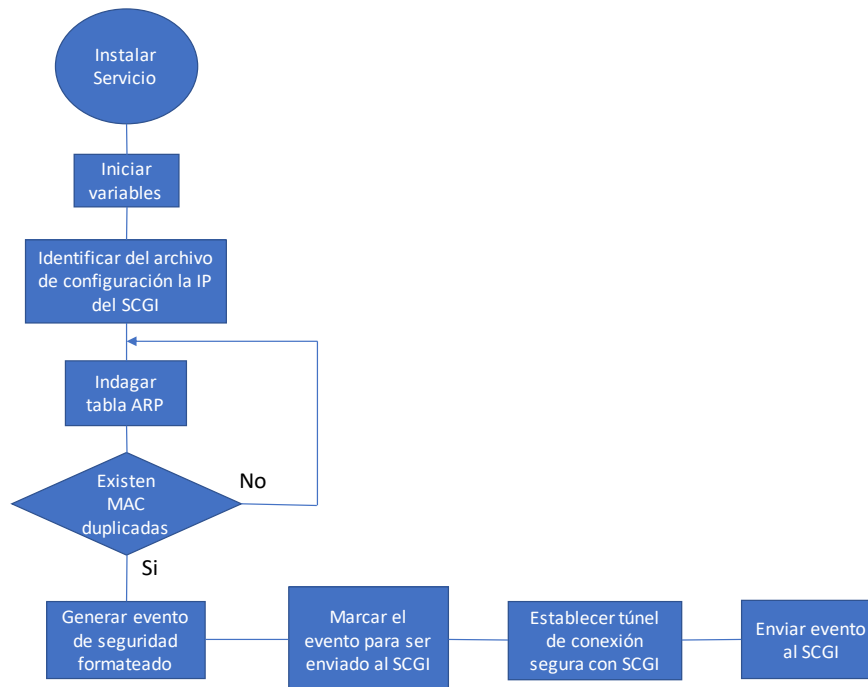 Instalar
Servicio
Iniciar
variables
Identificar del archivo
de configuración la IP
del SCGI
Indagar
tabla ARP
Existen
MAC
duplicadas
No
Si
Generar evento
de seguridad
formateado
Marcar el
evento para ser
enviado al SCGI
Establecer túnel
de conexión
segura con SCGI
Enviar evento
al SCGI